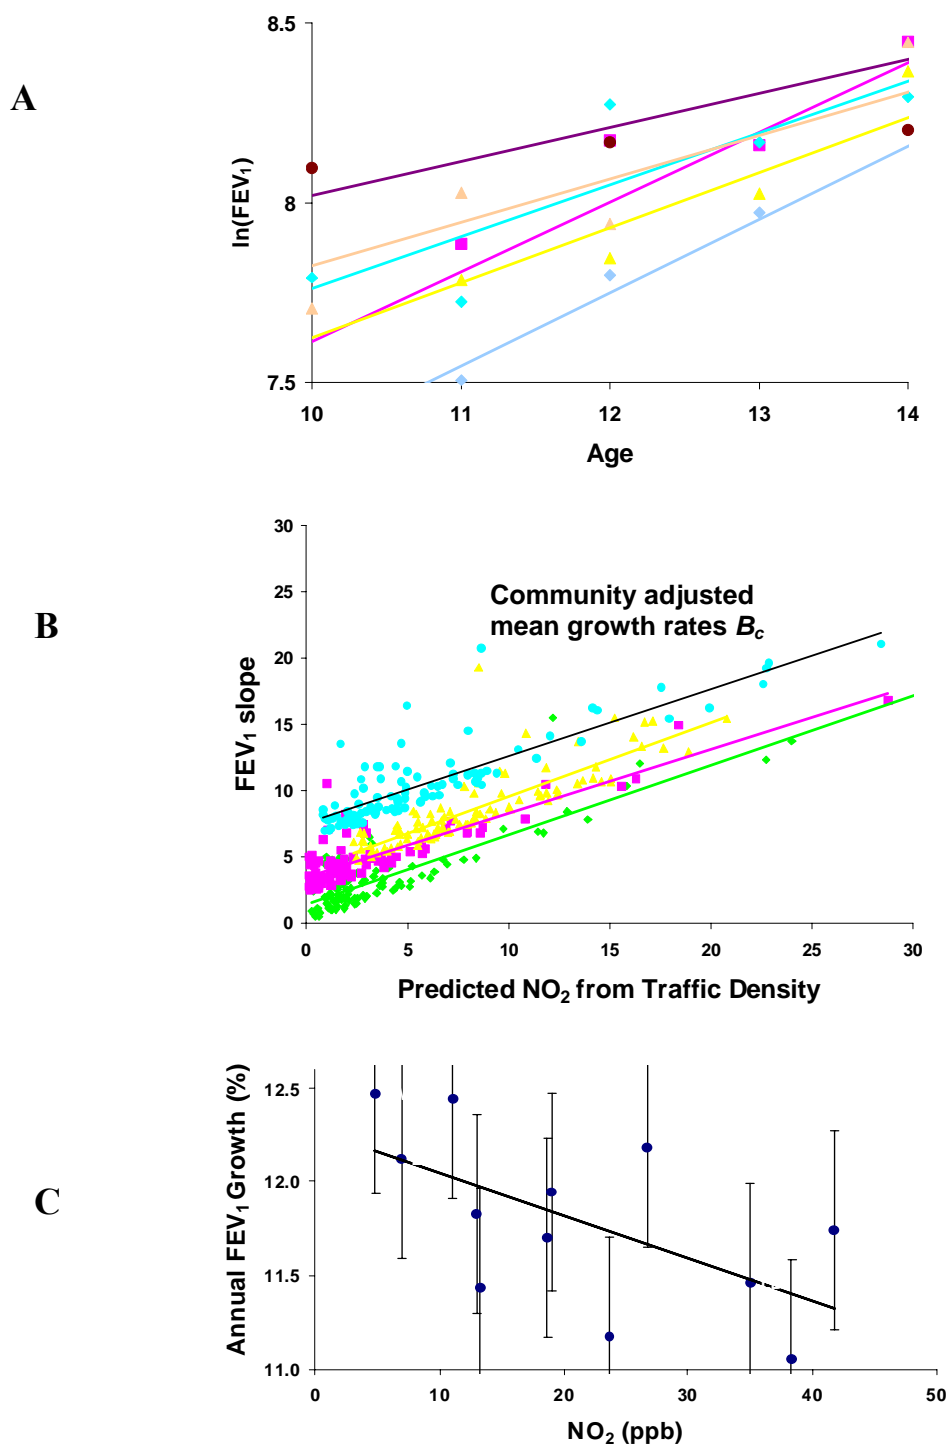 A
8.5
8
7.5
ln(FEV₁)
10 11 12 13 14
Age
B
30
25
20
15
10
5
0
FEV₁ slope
Community adjusted
mean growth rates B_c
0 5 10 15 20 25 30
Predicted NO₂ from Traffic Density
C
12.5
12.0
11.5
11.0
Annual FEV₁ Growth (%)
0 10 20 30 40 50
NO₂ (ppb)